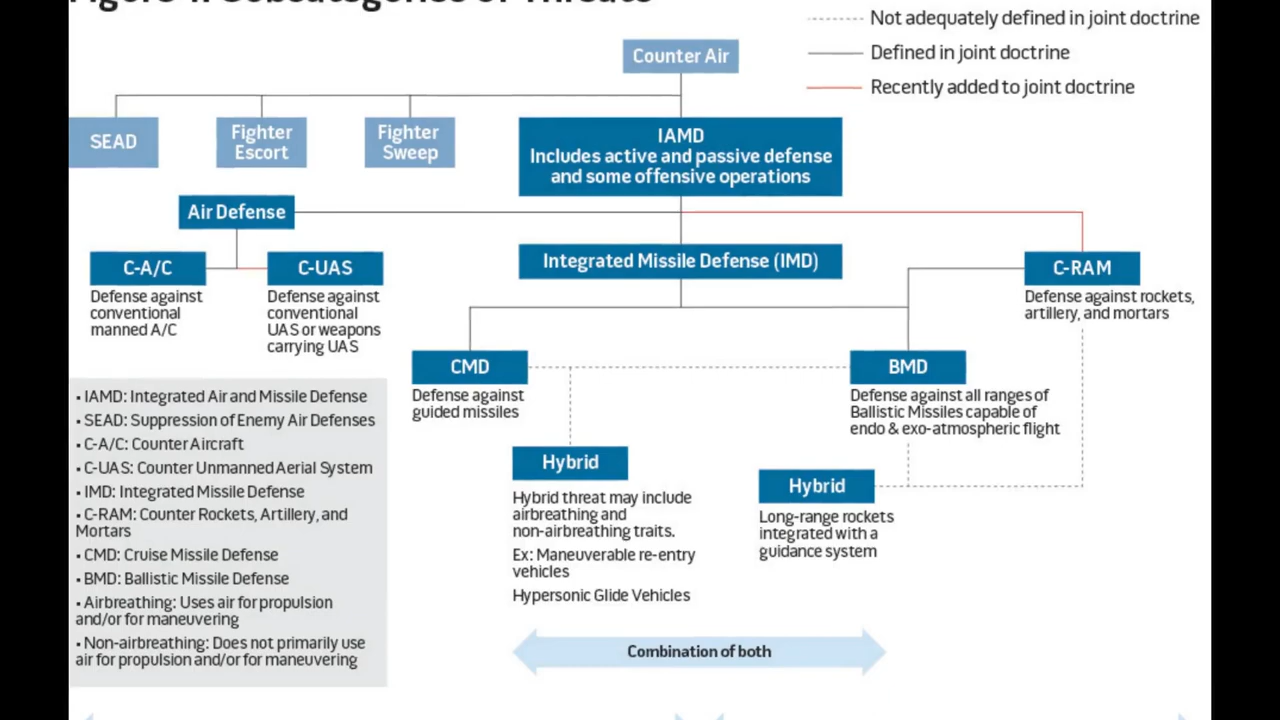 Figure 1. Subcategories of Threats
Not adequately defined in joint doctrine
Defined in joint doctrine
Recently added to joint doctrine
Counter Air
SEAD
Fighter
Escort
Fighter
Sweep
IAMD
Includes active and passive defense
and some offensive operations
Air Defense
C-A/C
Defense against
conventional
manned A/C
C-UAS
Defense against
conventional
UAS or weapons
carrying UAS
Integrated Missile Defense (IMD)
C-RAM
Defense against rockets,
artillery, and mortars
CMD
Defense against
guided missiles
BMD
Defense against all ranges of
Ballistic Missiles capable of
endo & exo-atmospheric flight
Hybrid
Hybrid threat may include
airbreathing and
non-airbreathing traits.
Ex: Maneuverable re-entry
vehicles
Hypersonic Glide Vehicles
Hybrid
Long-range rockets
integrated with a
guidance system
• IAMD: Integrated Air and Missile Defense
• SEAD: Suppression of Enemy Air Defenses
• C-A/C: Counter Aircraft
• C-UAS: Counter Unmanned Aerial System
• IMD: Integrated Missile Defense
• C-RAM: Counter Rockets, Artillery, and
Mortars
• CMD: Cruise Missile Defense
• BMD: Ballistic Missile Defense
• Airbreathing: Uses air for propulsion
and/or for maneuvering
• Non-airbreathing: Does not primarily use
air for propulsion and/or for maneuvering
Combination of both